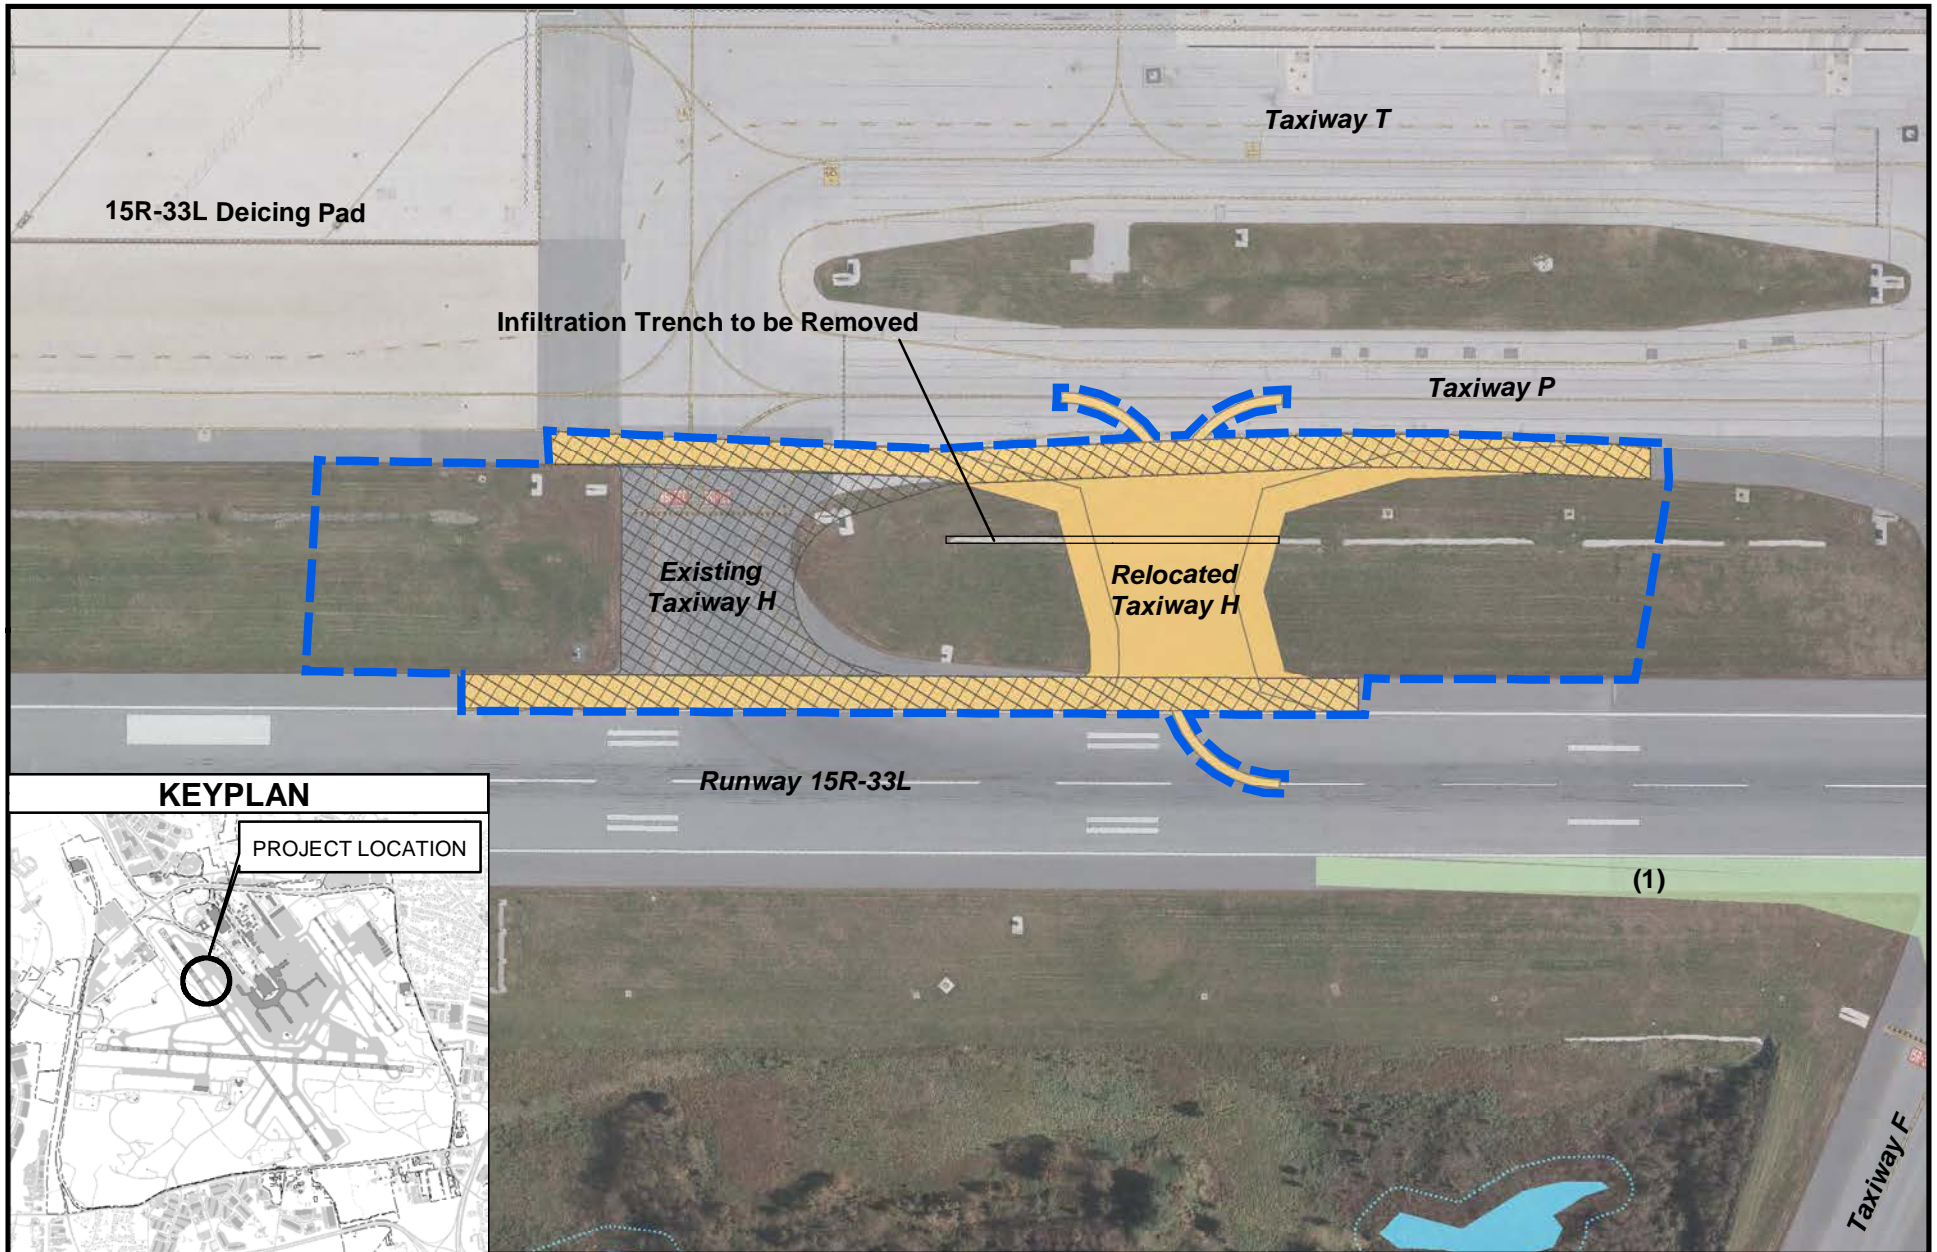 Taxiway T
15R-33L Deicing Pad
Infiltration Trench to be Removed
Taxiway P
Existing
Taxiway H
Relocated
Taxiway H
Runway 15R-33L
KEYPLAN
PROJECT LOCATION
(1)
Taxiway F